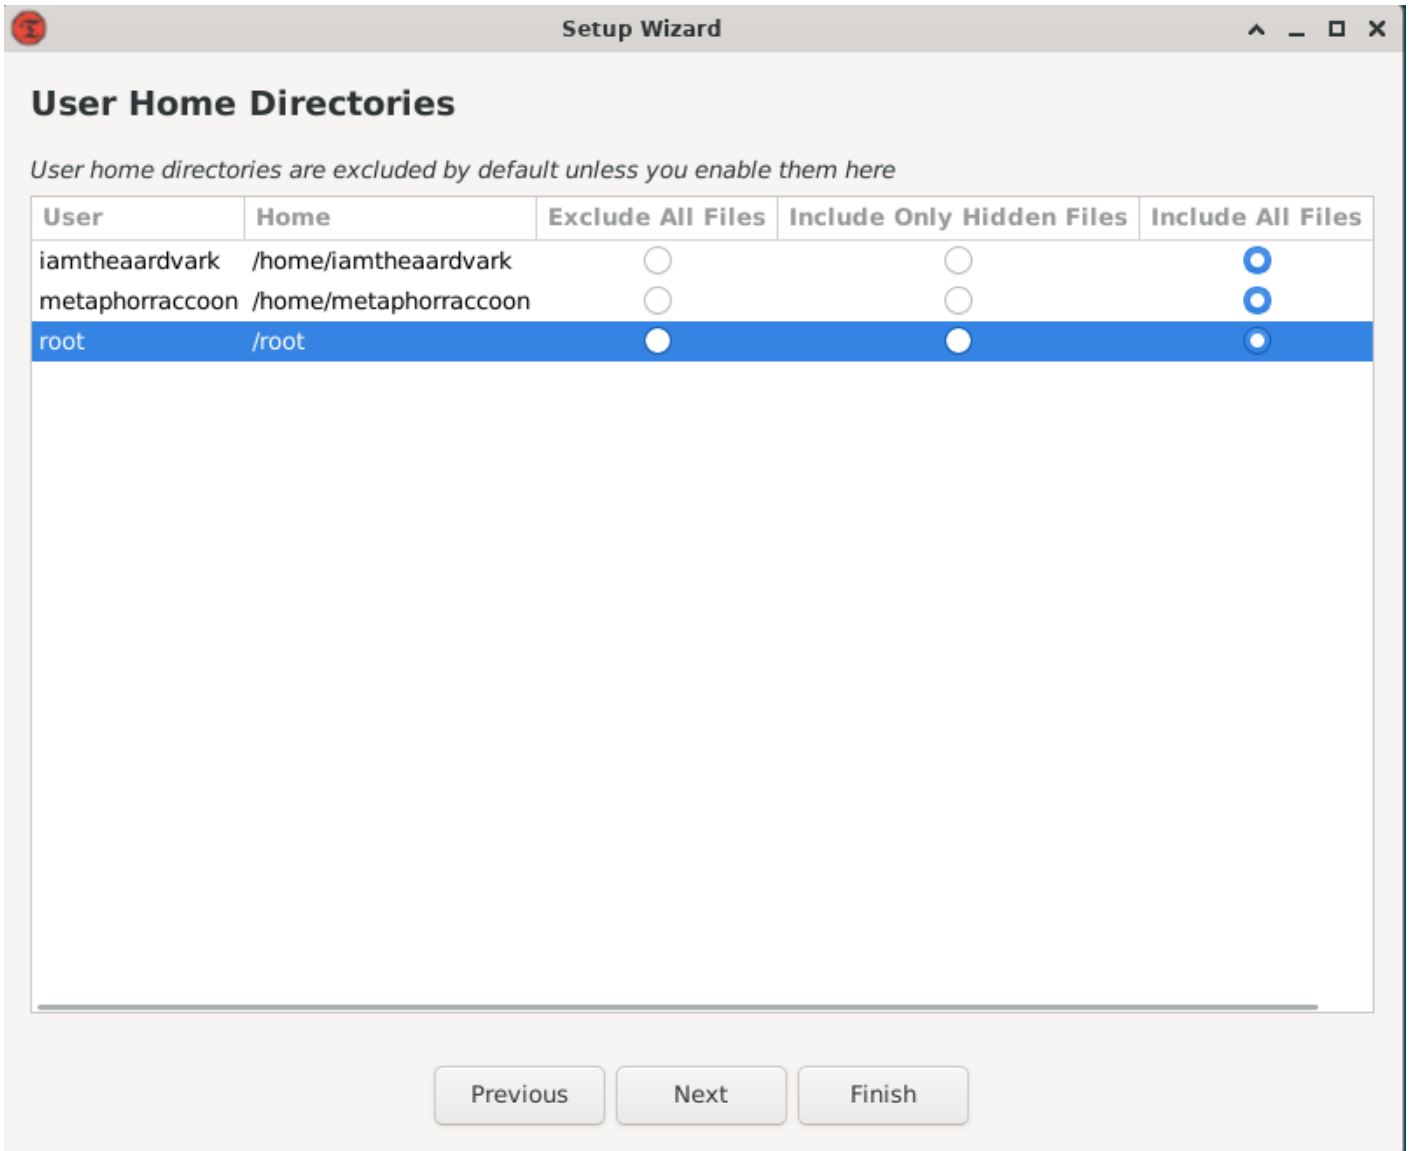 Setup Wizard
User Home Directories
User home directories are excluded by default unless you enable them here
User Home Exclude All Files Include Only Hidden Files Include All Files
iamtheaardvark /home/iamtheaardvark
metaphorraccoon /home/metaphorraccoon
root /root
Previous Next Finish